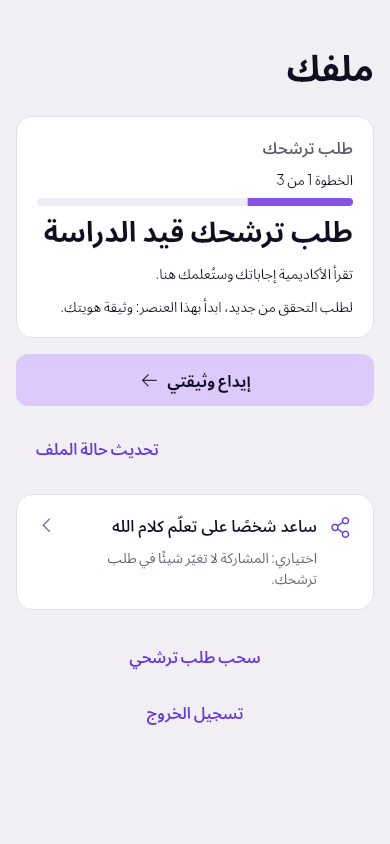 ملفك
طلب ترشحك
الخطوة 1 من 3
طلب ترشحك قيد الدراسة
تقرأ الأكاديمية إجاباتك وستُعلمك هنا.
لطلب التحقق من جديد، ابدأ بهذا العنصر: وثيقة هويتك.
إيداع وثيقتي
تحديث حالة الملف
ساعد شخصًا على تعلّم كلام الله
اختياري: المشاركة لا تغيّر شيئًا في طلب
ترشحك.
سحب طلب ترشحي
تسجيل الخروج